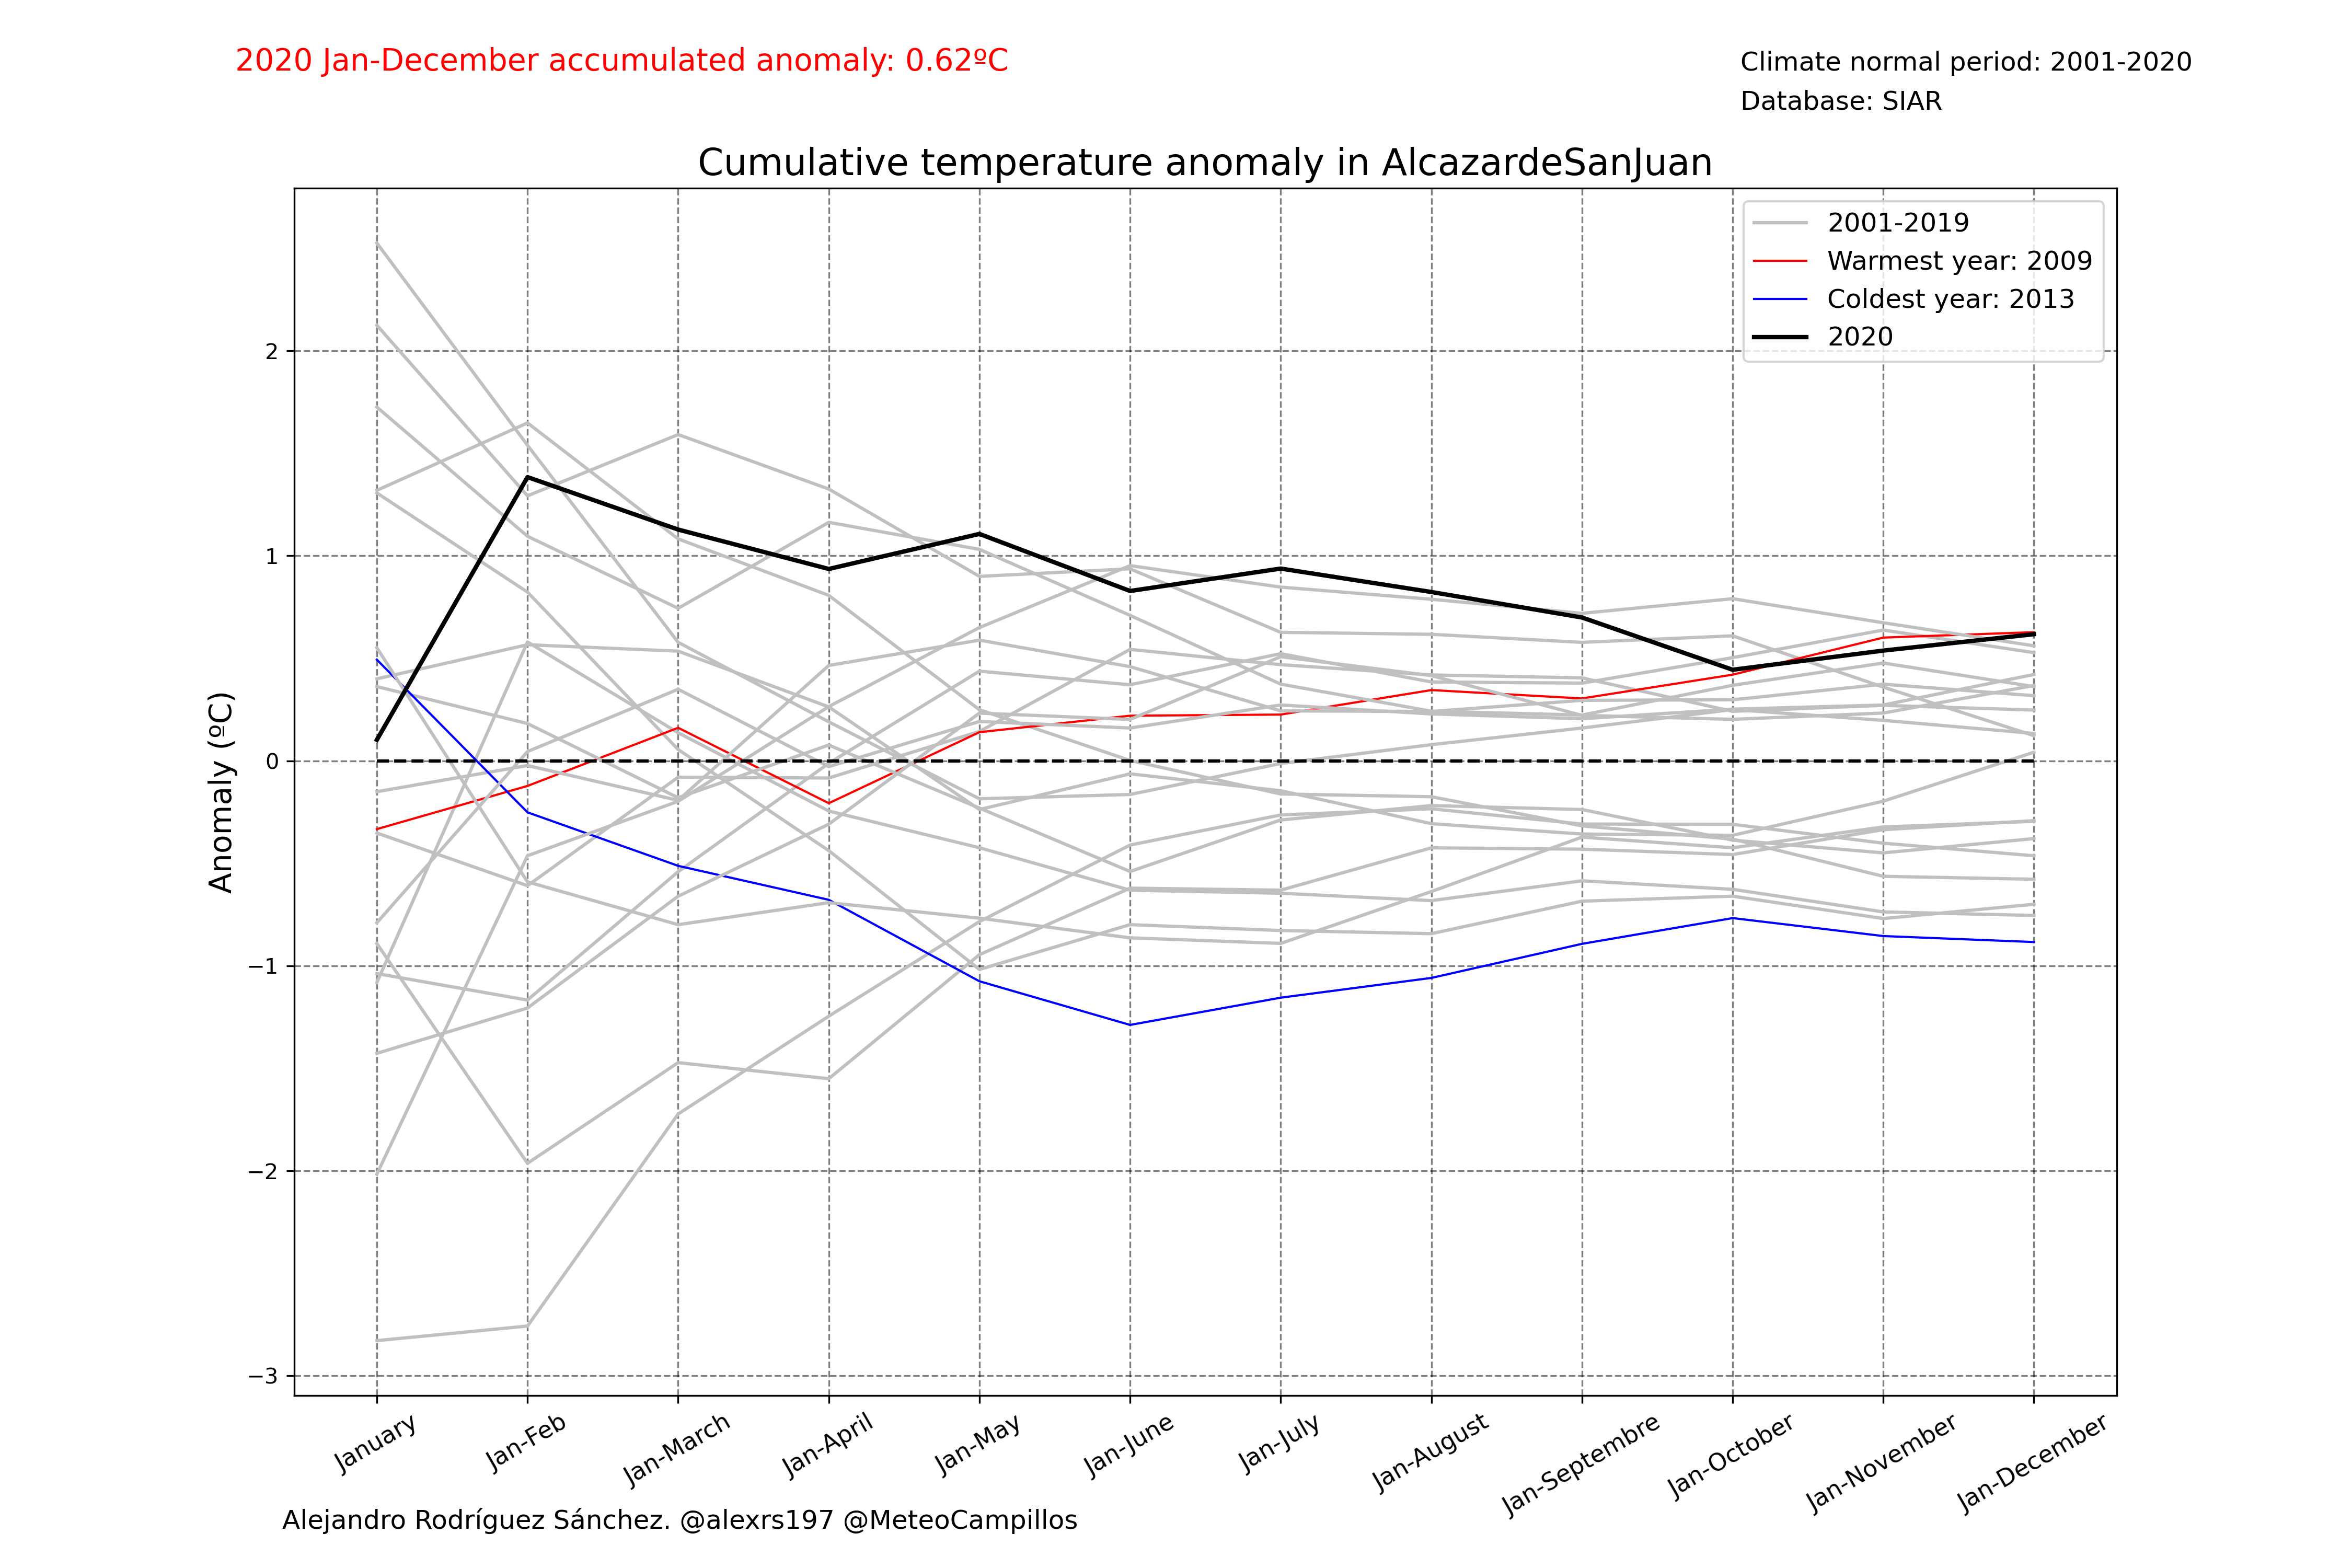 2020 Jan-December accumulated anomaly: 0.62ºC
Climate normal period: 2001-2020
Database: SIAR
Cumulative temperature anomaly in AlcazardeSanJuan
2001-2019
Warmest year: 2009
Coldest year: 2013
2020
Anomaly (ºC)
2
1
0
−1
−2
−3
January
Jan-Feb
Jan-March
Jan-April
Jan-May
Jan-June
Jan-July
Jan-August
Jan-Septembre
Jan-October
Jan-November
Jan-December
Alejandro Rodríguez Sánchez. @alexrs197 @MeteoCampillos